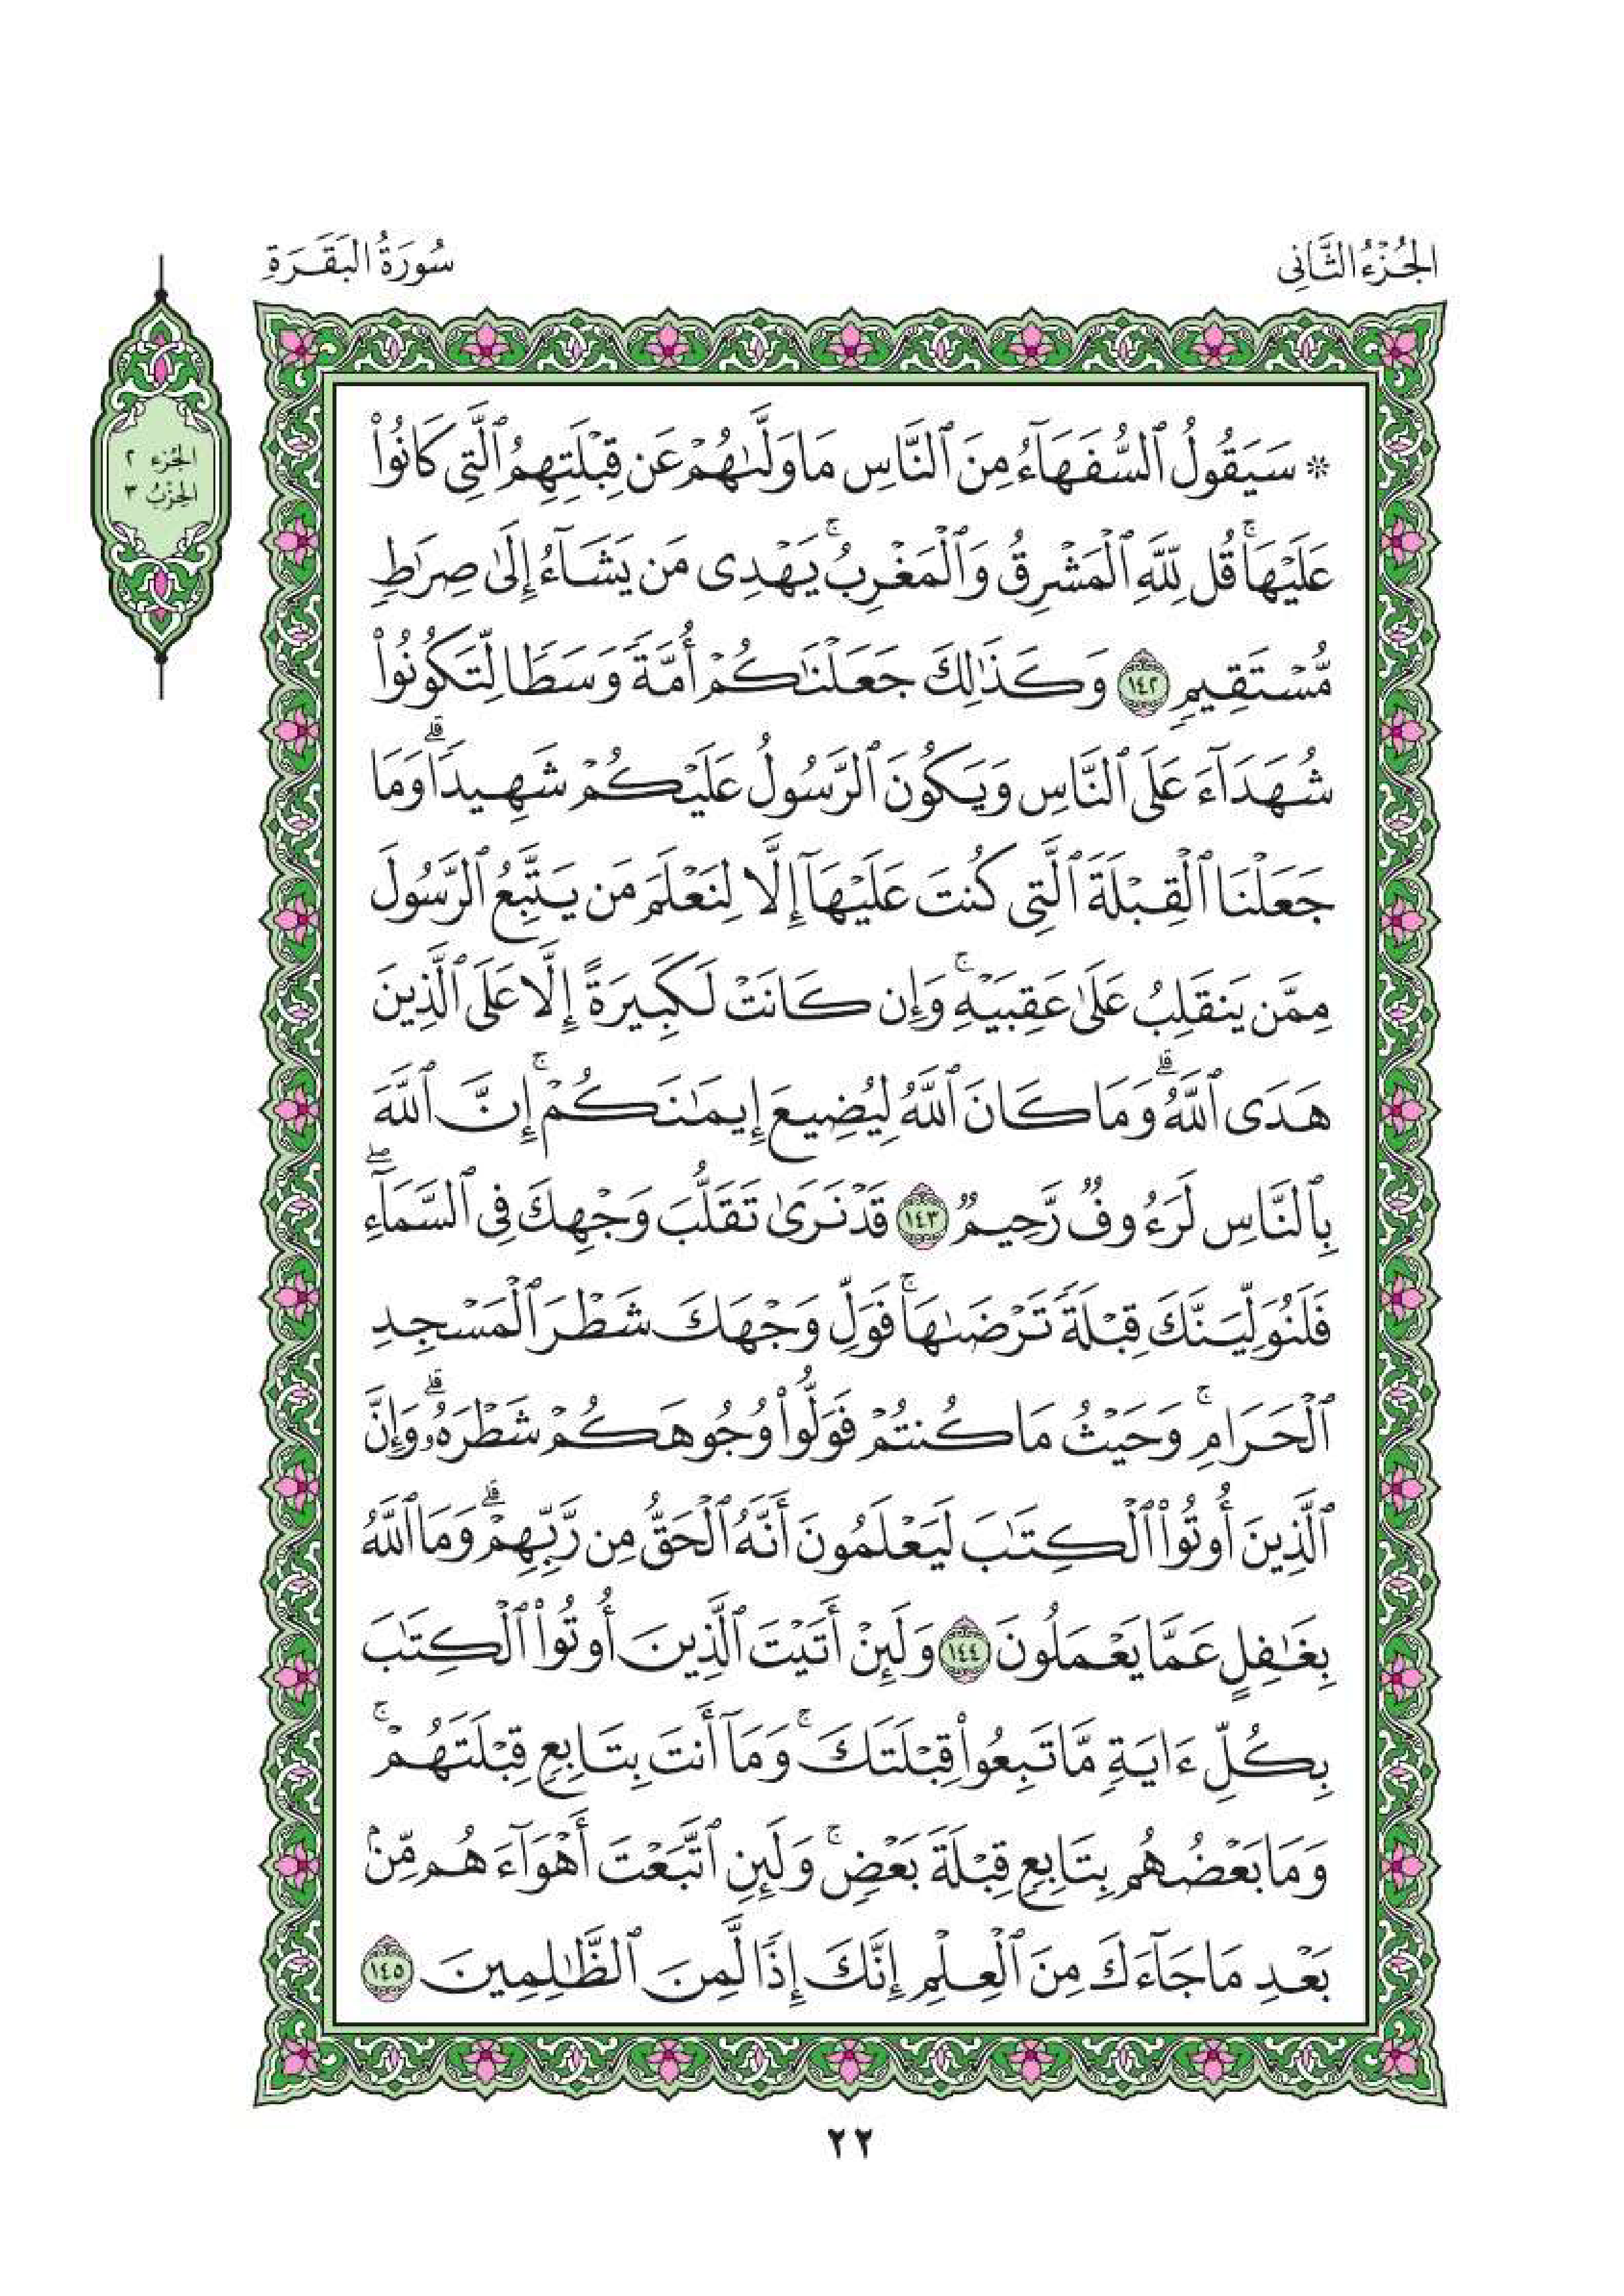 الجُزْءُ الثَّانِي
سُورَةُ البَقَرَةِ
الجُزء ٢
الحِزْبُ ٣
۞ سَيَقُولُ ٱلسُّفَهَآءُ مِنَ ٱلنَّاسِ مَا وَلَّىٰهُمْ عَن قِبْلَتِهِمُ ٱلَّتِى كَانُوا۟
عَلَيْهَا ۚ قُل لِّلَّهِ ٱلْمَشْرِقُ وَٱلْمَغْرِبُ ۚ يَهْدِى مَن يَشَآءُ إِلَىٰ صِرَٰطٍ
مُّسْتَقِيمٍ ١٤٢ وَكَذَٰلِكَ جَعَلْنَٰكُمْ أُمَّةً وَسَطًا لِّتَكُونُوا۟
شُهَدَآءَ عَلَى ٱلنَّاسِ وَيَكُونَ ٱلرَّسُولُ عَلَيْكُمْ شَهِيدًا ۗ وَمَا
جَعَلْنَا ٱلْقِبْلَةَ ٱلَّتِى كُنتَ عَلَيْهَآ إِلَّا لِنَعْلَمَ مَن يَتَّبِعُ ٱلرَّسُولَ
مِمَّن يَنقَلِبُ عَلَىٰ عَقِبَيْهِ ۚ وَإِن كَانَتْ لَكَبِيرَةً إِلَّا عَلَى ٱلَّذِينَ
هَدَى ٱللَّهُ ۗ وَمَا كَانَ ٱللَّهُ لِيُضِيعَ إِيمَٰنَكُمْ ۚ إِنَّ ٱللَّهَ
بِٱلنَّاسِ لَرَءُوفٌ رَّحِيمٌ ١٤٣ قَدْ نَرَىٰ تَقَلُّبَ وَجْهِكَ فِى ٱلسَّمَآءِ ۖ
فَلَنُوَلِّيَنَّكَ قِبْلَةً تَرْضَىٰهَا ۚ فَوَلِّ وَجْهَكَ شَطْرَ ٱلْمَسْجِدِ
ٱلْحَرَامِ ۚ وَحَيْثُ مَا كُنتُمْ فَوَلُّوا۟ وُجُوهَكُمْ شَطْرَهُۥ ۗ وَإِنَّ
ٱلَّذِينَ أُوتُوا۟ ٱلْكِتَٰبَ لَيَعْلَمُونَ أَنَّهُ ٱلْحَقُّ مِن رَّبِّهِمْ ۗ وَمَا ٱللَّهُ
بِغَٰفِلٍ عَمَّا يَعْمَلُونَ ١٤٤ وَلَئِنْ أَتَيْتَ ٱلَّذِينَ أُوتُوا۟ ٱلْكِتَٰبَ
بِكُلِّ ءَايَةٍ مَّا تَبِعُوا۟ قِبْلَتَكَ ۚ وَمَآ أَنتَ بِتَابِعٍ قِبْلَتَهُمْ ۚ
وَمَا بَعْضُهُم بِتَابِعٍ قِبْلَةَ بَعْضٍ ۚ وَلَئِنِ ٱتَّبَعْتَ أَهْوَآءَهُم مِّنۢ
بَعْدِ مَا جَآءَكَ مِنَ ٱلْعِلْمِ إِنَّكَ إِذًا لَّمِنَ ٱلظَّٰلِمِينَ ١٤٥
٢٢